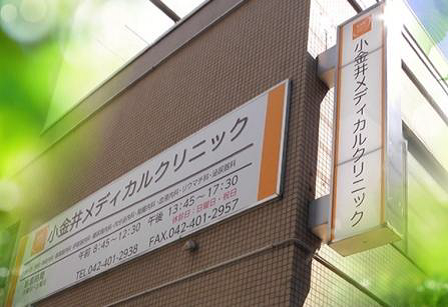 小金井メディカルクリニック
午前 8:45〜12:30 午後 13:45〜17:30
休診日:日曜日・祝日
TEL.042-401-2938 FAX.042-401-2957
小金井メディカルクリニック